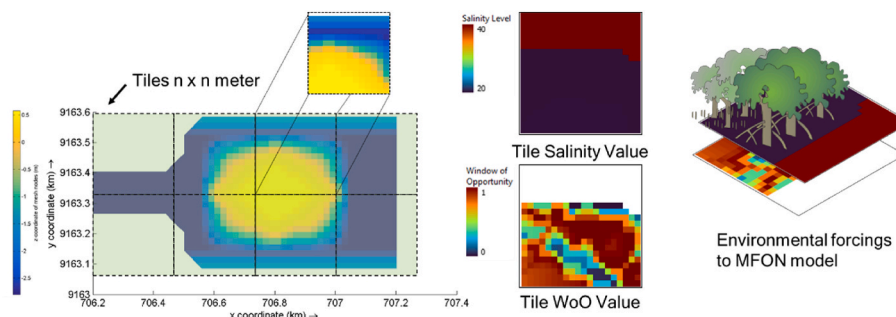 Tiles n x n meter
z-coordinate of mesh nodes (m)
0.5
0
-0.5
-1
-1.5
-2
-2.5
y coordinate (km) →
9163.6
9163.5
9163.4
9163.3
9163.2
9163.1
9163
706.2
706.4
706.6
706.8
707
707.2
707.4
x coordinate (km) →
Salinity Level
40
20
Tile Salinity Value
Window of
Opportunity
1
0
Tile WoO Value
Environmental forcings
to MFON model